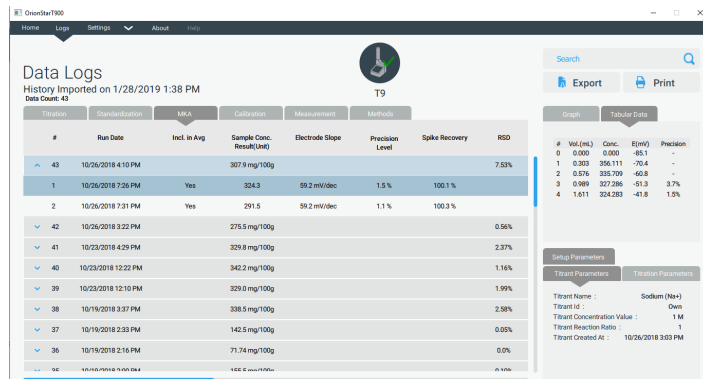 OrionStarT900
Home Logs Settings About Help
Data Logs
History Imported on 1/28/2019 1:38 PM
Data Count: 43
T9
Search
Export Print
Titration Standardization MKA Calibration Measurement Methods
# Run Date Incl. in Avg Sample Conc. Result(Unit) Electrode Slope Precision Level Spike Recovery RSD
43 10/26/2018 4:10 PM 307.9 mg/100g 7.53%
1 10/26/2018 7:26 PM Yes 324.3 59.2 mV/dec 1.5 % 100.1 %
2 10/26/2018 7:31 PM Yes 291.5 59.2 mV/dec 1.1 % 100.3 %
42 10/26/2018 3:22 PM 275.5 mg/100g 0.56%
41 10/23/2018 4:29 PM 329.8 mg/100g 2.37%
40 10/23/2018 12:22 PM 342.2 mg/100g 1.16%
39 10/23/2018 12:10 PM 329.0 mg/100g 1.99%
38 10/19/2018 3:37 PM 338.5 mg/100g 2.58%
37 10/19/2018 2:33 PM 142.5 mg/100g 0.05%
36 10/19/2018 2:16 PM 71.74 mg/100g 0.0%
35 10/19/2018 2:00 PM 155.5 mg/100g 0.10%
Graph Tabular Data
# Vol.(mL) Conc. E(mV) Precision
0 0.000 0.000 -85.1 -
1 0.303 356.111 -70.4 -
2 0.576 335.709 -60.8 -
3 0.989 327.286 -51.3 3.7%
4 1.611 324.283 -41.8 1.5%
Setup Parameters
Titrant Parameters Titration Parameters
Titrant Name : Sodium (Na+)
Titrant Id : Own
Titrant Concentration Value : 1 M
Titrant Reaction Ratio : 1
Titrant Created At : 10/26/2018 3:03 PM